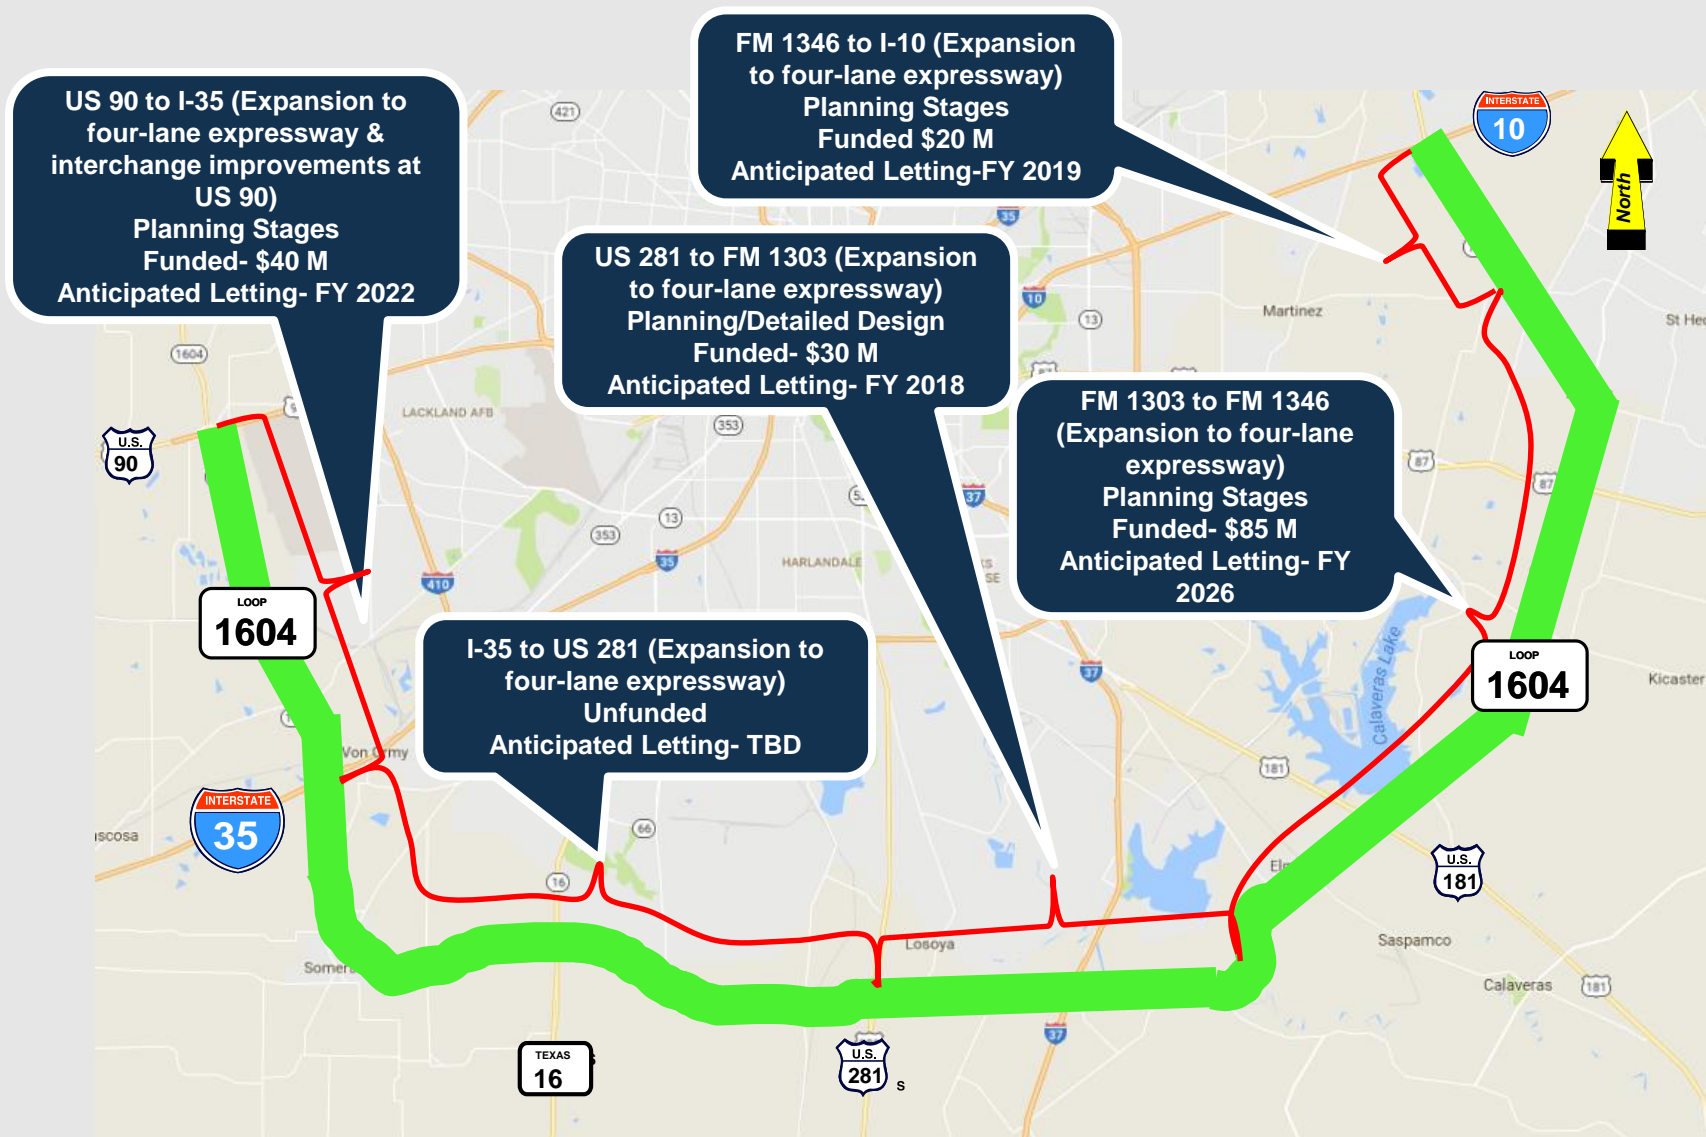 FM 1346 to I-10 (Expansion
to four-lane expressway)
Planning Stages
Funded $20 M
Anticipated Letting-FY 2019
US 90 to I-35 (Expansion to
four-lane expressway &
interchange improvements at
US 90)
Planning Stages
Funded- $40 M
Anticipated Letting- FY 2022
US 281 to FM 1303 (Expansion
to four-lane expressway)
Planning/Detailed Design
Funded- $30 M
Anticipated Letting- FY 2018
FM 1303 to FM 1346
(Expansion to four-lane
expressway)
Planning Stages
Funded- $85 M
Anticipated Letting- FY
2026
I-35 to US 281 (Expansion to
four-lane expressway)
Unfunded
Anticipated Letting- TBD
INTERSTATE
10
North
421
35
10
13
Martinez
1604
LACKLAND AFB
353
U.S.
90
87
87
37
13
353
35
HARLANDALE
410
LOOP
1604
37
Calaveras Lake
LOOP
1604
Kicaster
Von Ormy
181
INTERSTATE
35
66
16
U.S.
181
Losoya
Saspamco
Calaveras
181
37
TEXAS
16
U.S.
281
S